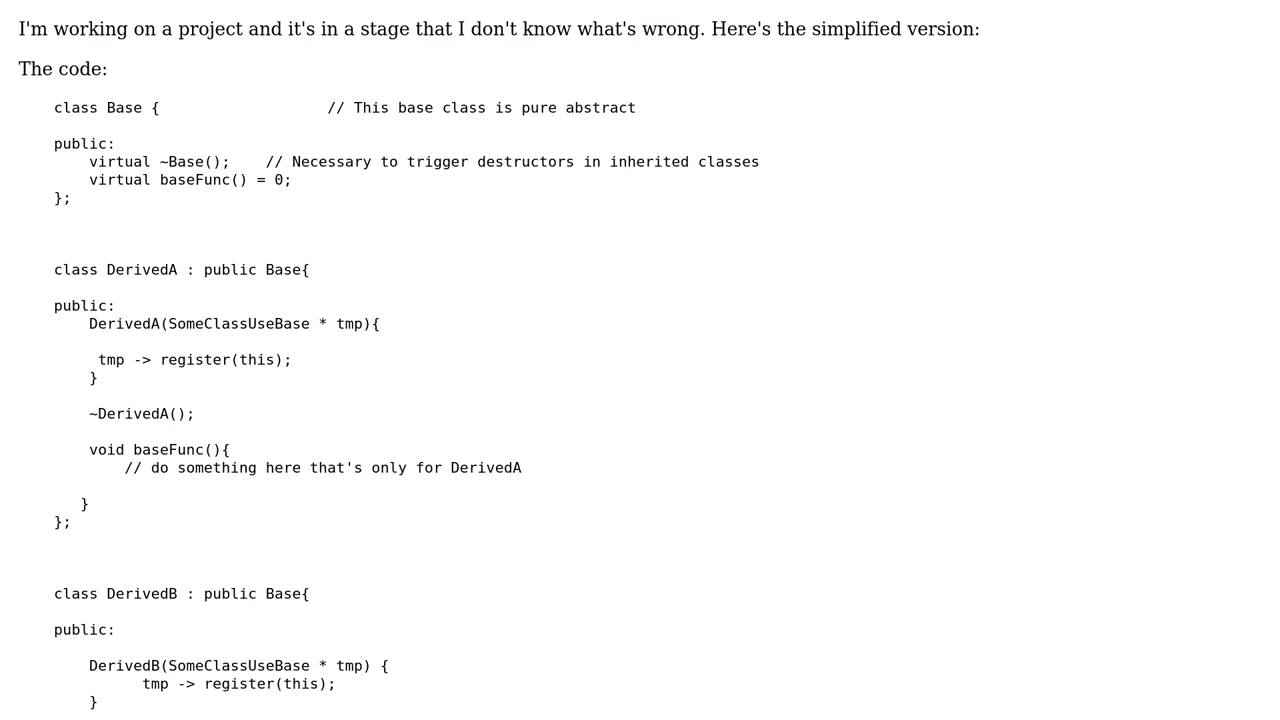 I'm working on a project and it's in a stage that I don't know what's wrong. Here's the simplified version:
The code:
class Base {                   // This base class is pure abstract
public:
    virtual ~Base();    // Necessary to trigger destructors in inherited classes
    virtual baseFunc() = 0;
};
class DerivedA : public Base{
public:
    DerivedA(SomeClassUseBase * tmp){
     tmp -> register(this);
    }
    ~DerivedA();
    void baseFunc(){
        // do something here that's only for DerivedA
   }
};
class DerivedB : public Base{
public:
    DerivedB(SomeClassUseBase * tmp) {
          tmp -> register(this);
    }